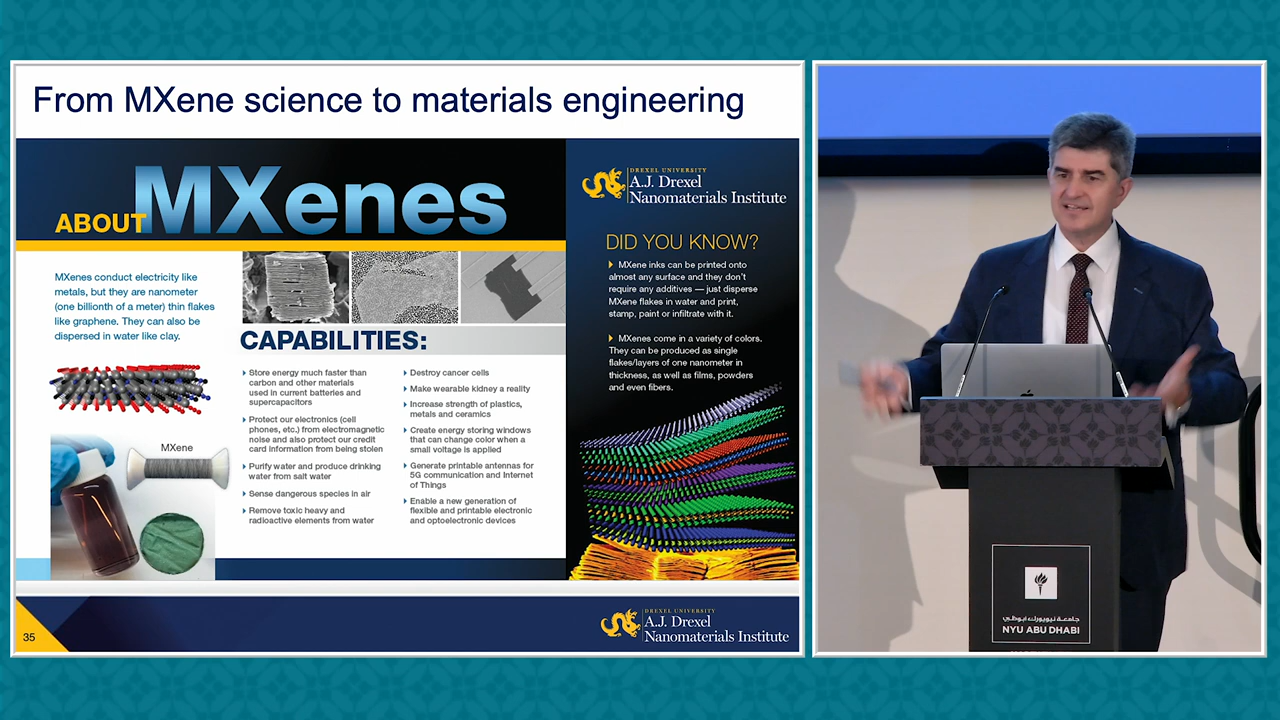 From MXene science to materials engineering
ABOUT MXenes
MXenes conduct electricity like
metals, but they are nanometer
(one billionth of a meter) thin flakes
like graphene. They can also be
dispersed in water like clay.
MXene
CAPABILITIES:
Store energy much faster than
carbon and other materials
used in current batteries and
supercapacitors
Protect our electronics (cell
phones, etc.) from electromagnetic
noise and also protect our credit
card information from being stolen
Purify water and produce drinking
water from salt water
Sense dangerous species in air
Remove toxic heavy and
radioactive elements from water
Destroy cancer cells
Make wearable kidney a reality
Increase strength of plastics,
metals and ceramics
Create energy storing windows
that can change color when a
small voltage is applied
Generate printable antennas for
5G communication and Internet
of Things
Enable a new generation of
flexible and printable electronic
and optoelectronic devices
DREXEL UNIVERSITY
A.J. Drexel
Nanomaterials Institute
DID YOU KNOW?
MXene inks can be printed onto
almost any surface and they don't
require any additives — just disperse
MXene flakes in water and print,
stamp, paint or infiltrate with it.
MXenes come in a variety of colors.
They can be produced as single
flakes/layers of one nanometer in
thickness, as well as films, powders
and even fibers.
35
DREXEL UNIVERSITY
A.J. Drexel
Nanomaterials Institute
جامعة نيويورك أبوظبي
NYU ABU DHABI